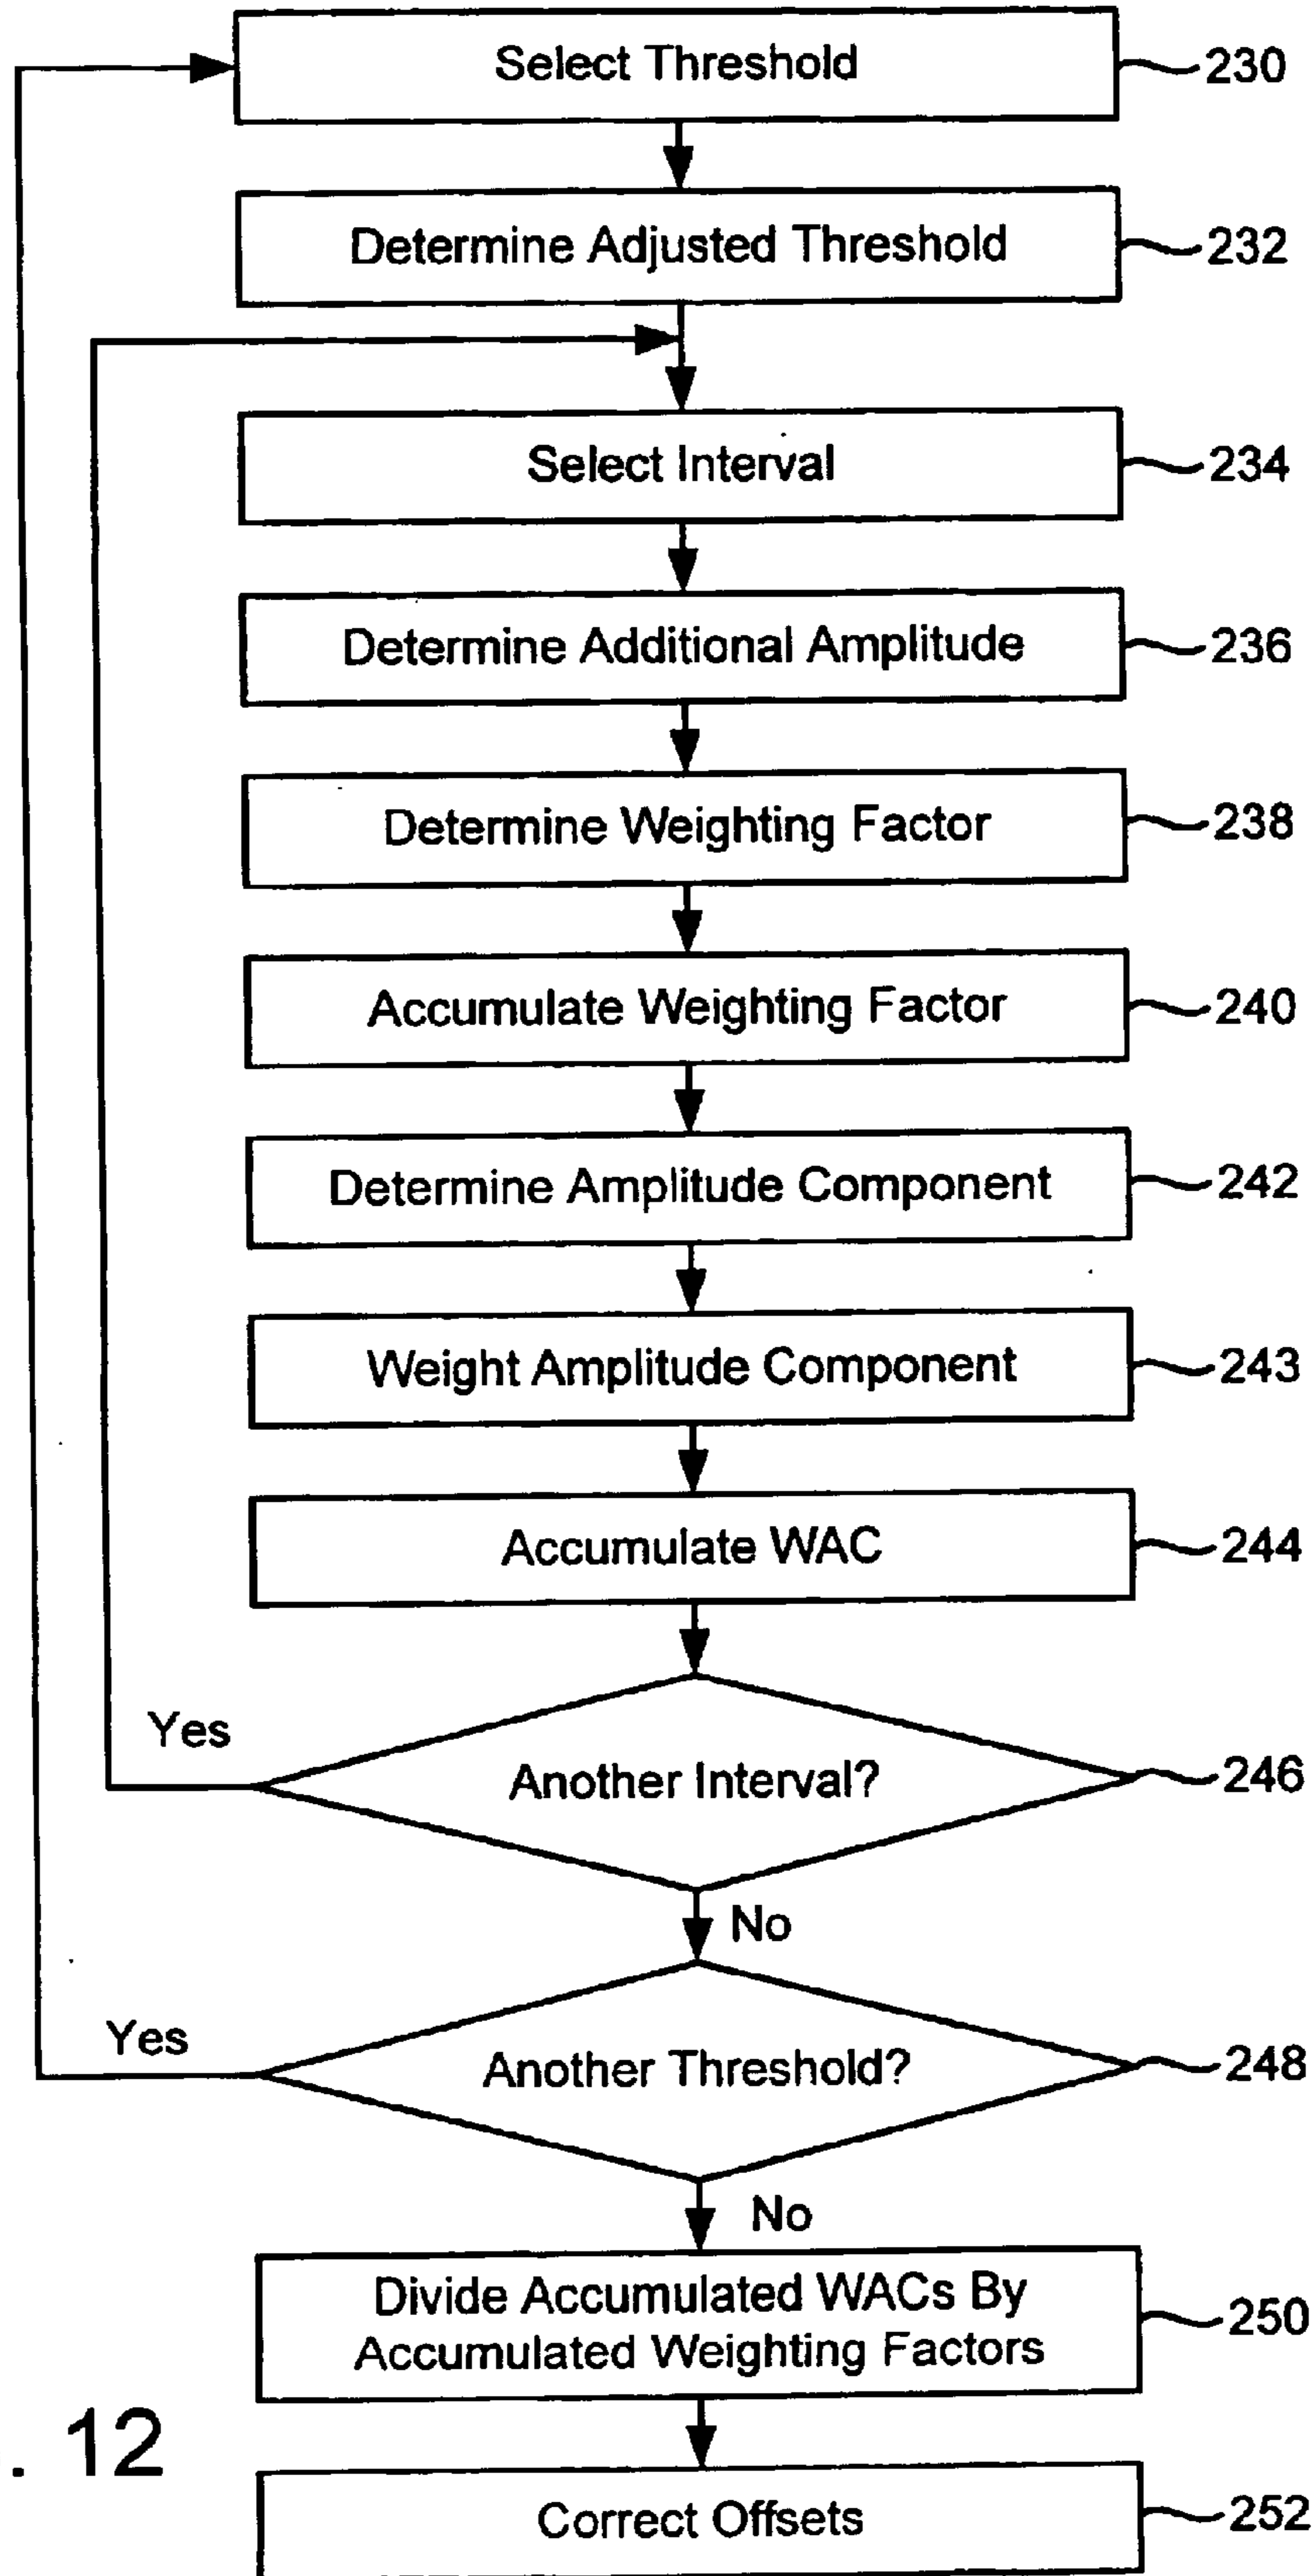 Select Threshold 230
Determine Adjusted Threshold 232
Select Interval 234
Determine Additional Amplitude 236
Determine Weighting Factor 238
Accumulate Weighting Factor 240
Determine Amplitude Component 242
Weight Amplitude Component 243
Accumulate WAC 244
Yes
Another Interval? 246
No
Yes
Another Threshold? 248
No
Divide Accumulated WACs By
Accumulated Weighting Factors 250
. 12
Correct Offsets 252